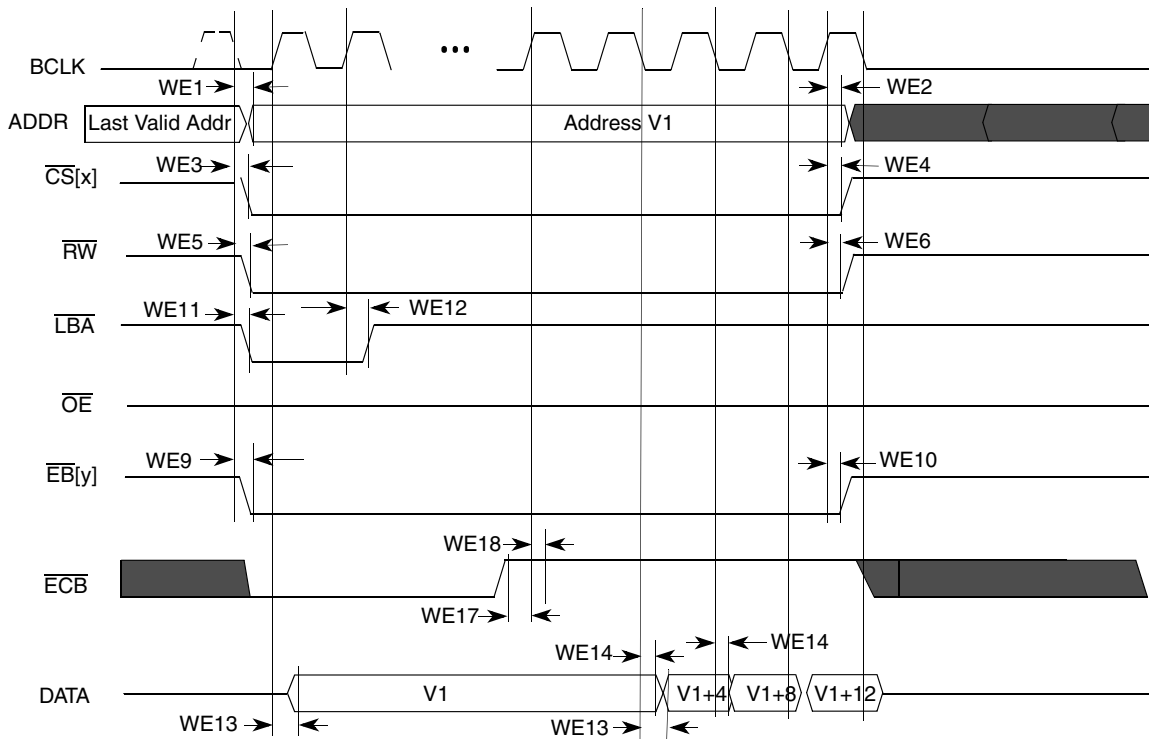 •••
BCLK
WE1
WE2
ADDR
Last Valid Addr
Address V1
WE3
WE4
CS[x]
WE5
WE6
RW
WE11
WE12
LBA
OE
WE9
WE10
EB[y]
WE18
ECB
WE17
WE14
WE14
DATA
V1
V1+4
V1+8
V1+12
WE13
WE13